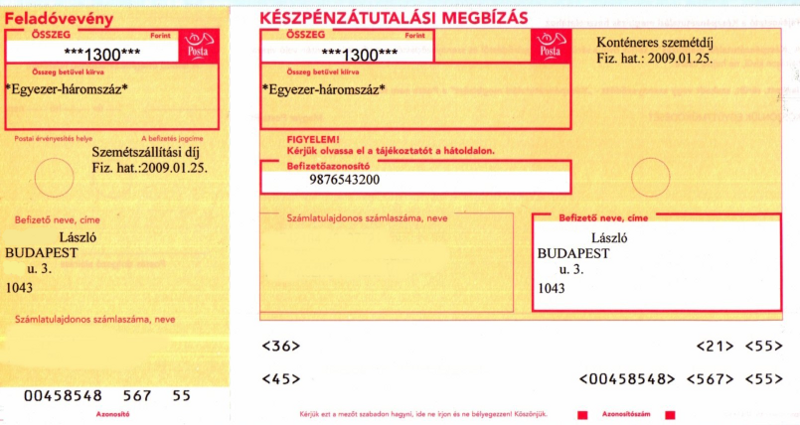 Feladóvevény
ÖSSZEG
Forint
***1300***
Posta
Összeg betűvel kiírva
*Egyezer-háromszáz*
Postai érvényesítés helye
A befizetés jogcíme
Szemétszállítási díj
Fiz. hat.:2009.01.25.
Befizető neve, címe
László
BUDAPEST
u. 3.
1043
Számlatulajdonos számlaszáma, neve
00458548 567 55
Azonosító
KÉSZPÉNZÁTUTALÁSI MEGBÍZÁS
ÖSSZEG
Forint
***1300***
Posta
Összeg betűvel kiírva
*Egyezer-háromszáz*
Konténeres szemétdíj
Fiz. hat.: 2009.01.25.
FIGYELEM!
Kérjük olvassa el a tájékoztatót a hátoldalon.
Befizetőazonosító
9876543200
Számlatulajdonos számlaszáma, neve
Befizető neve, címe
László
BUDAPEST
u. 3.
1043
<36>
<21> <55>
<45>
<00458548> <567> <55>
Kérjük ezt a mezőt szabadon hagyni, ide ne írjon és ne bélyegezzen! Köszönjük.
Azonosítószám